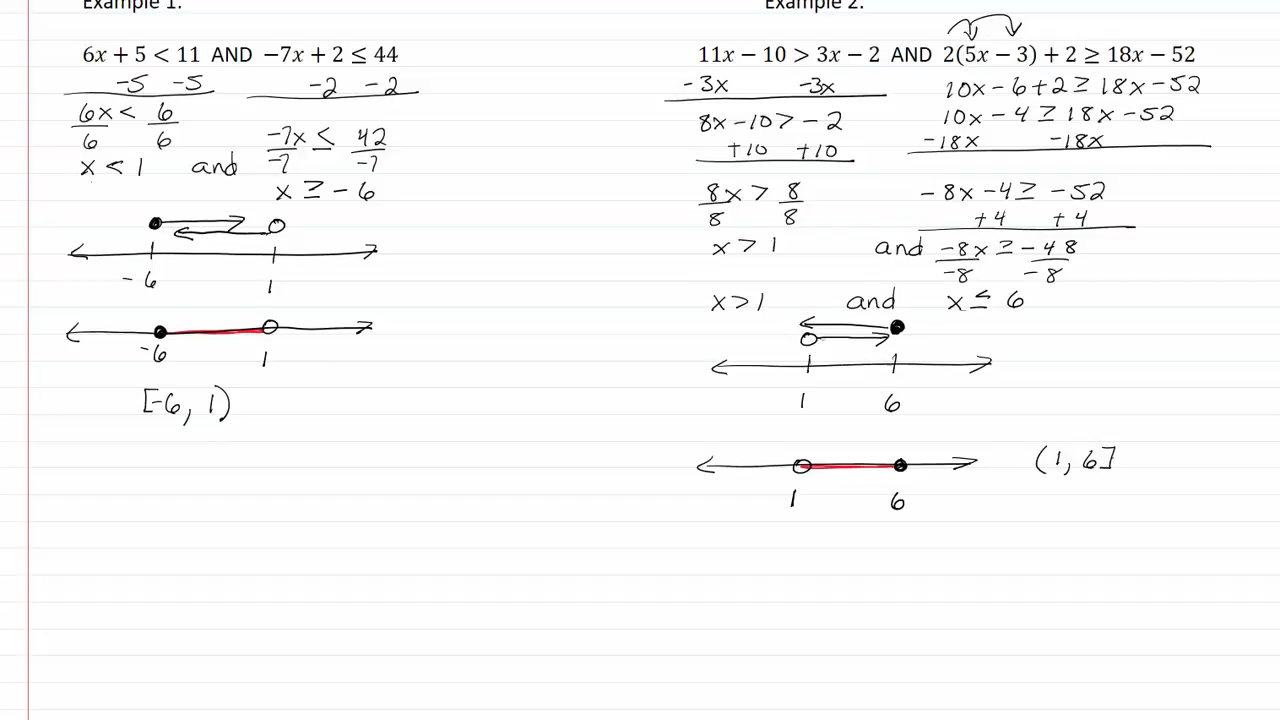 Example 1.
6x + 5 < 11 AND −7x + 2 ≤ 44
-5 -5 -2 -2
6x < 6
6 6
-7x ≤ 42
-7 -7
x < 1 and
x ≥ -6
-6 1
-6 1
[-6, 1)
Example 2.
11x − 10 > 3x − 2 AND 2(5x − 3) + 2 ≥ 18x − 52
-3x -3x
10x - 6 + 2 ≥ 18x - 52
8x - 10 > - 2
10x - 4 ≥ 18x - 52
+10 +10
-18x -18x
8x > 8
8 8
-8x - 4 ≥ -52
+4 +4
x > 1 and -8x ≥ -48
-8 -8
x > 1 and x ≤ 6
1 6
1 6
(1, 6]